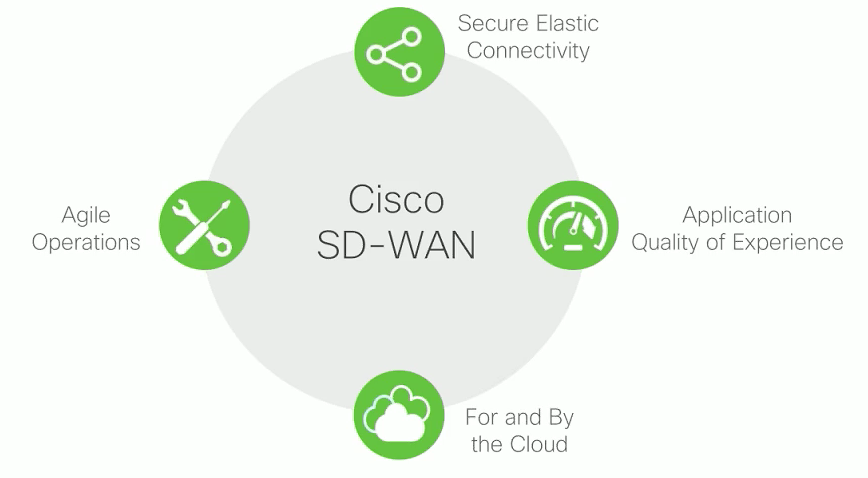 Secure Elastic
Connectivity
Cisco
SD-WAN
Agile
Operations
Application
Quality of Experience
For and By
the Cloud